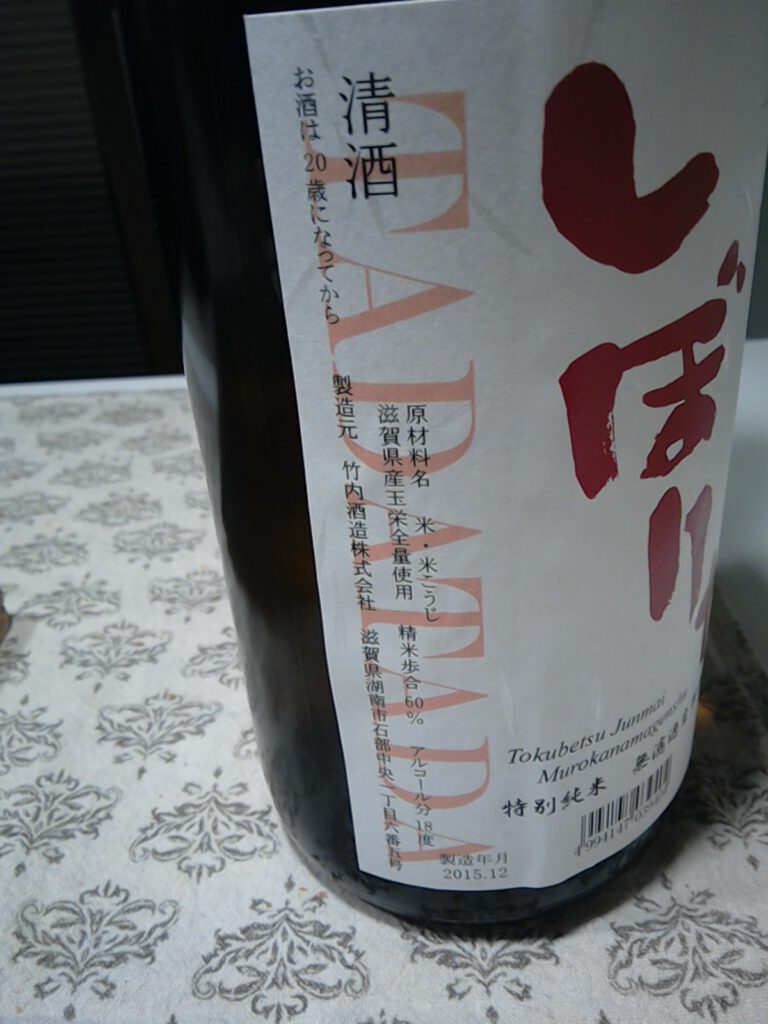 しぼり
清酒
お酒は20歳になってから
TADATADA
原材料名 米・米こうじ 精米歩合60% アルコール分18度
滋賀県産玉栄全量使用
製造元 竹内酒造株式会社 滋賀県湖南市石部中央一丁目六番五号
Tokubetsu Junmai
Murokanamagenshu
特別純米 無濾過生
製造年月
2015.12